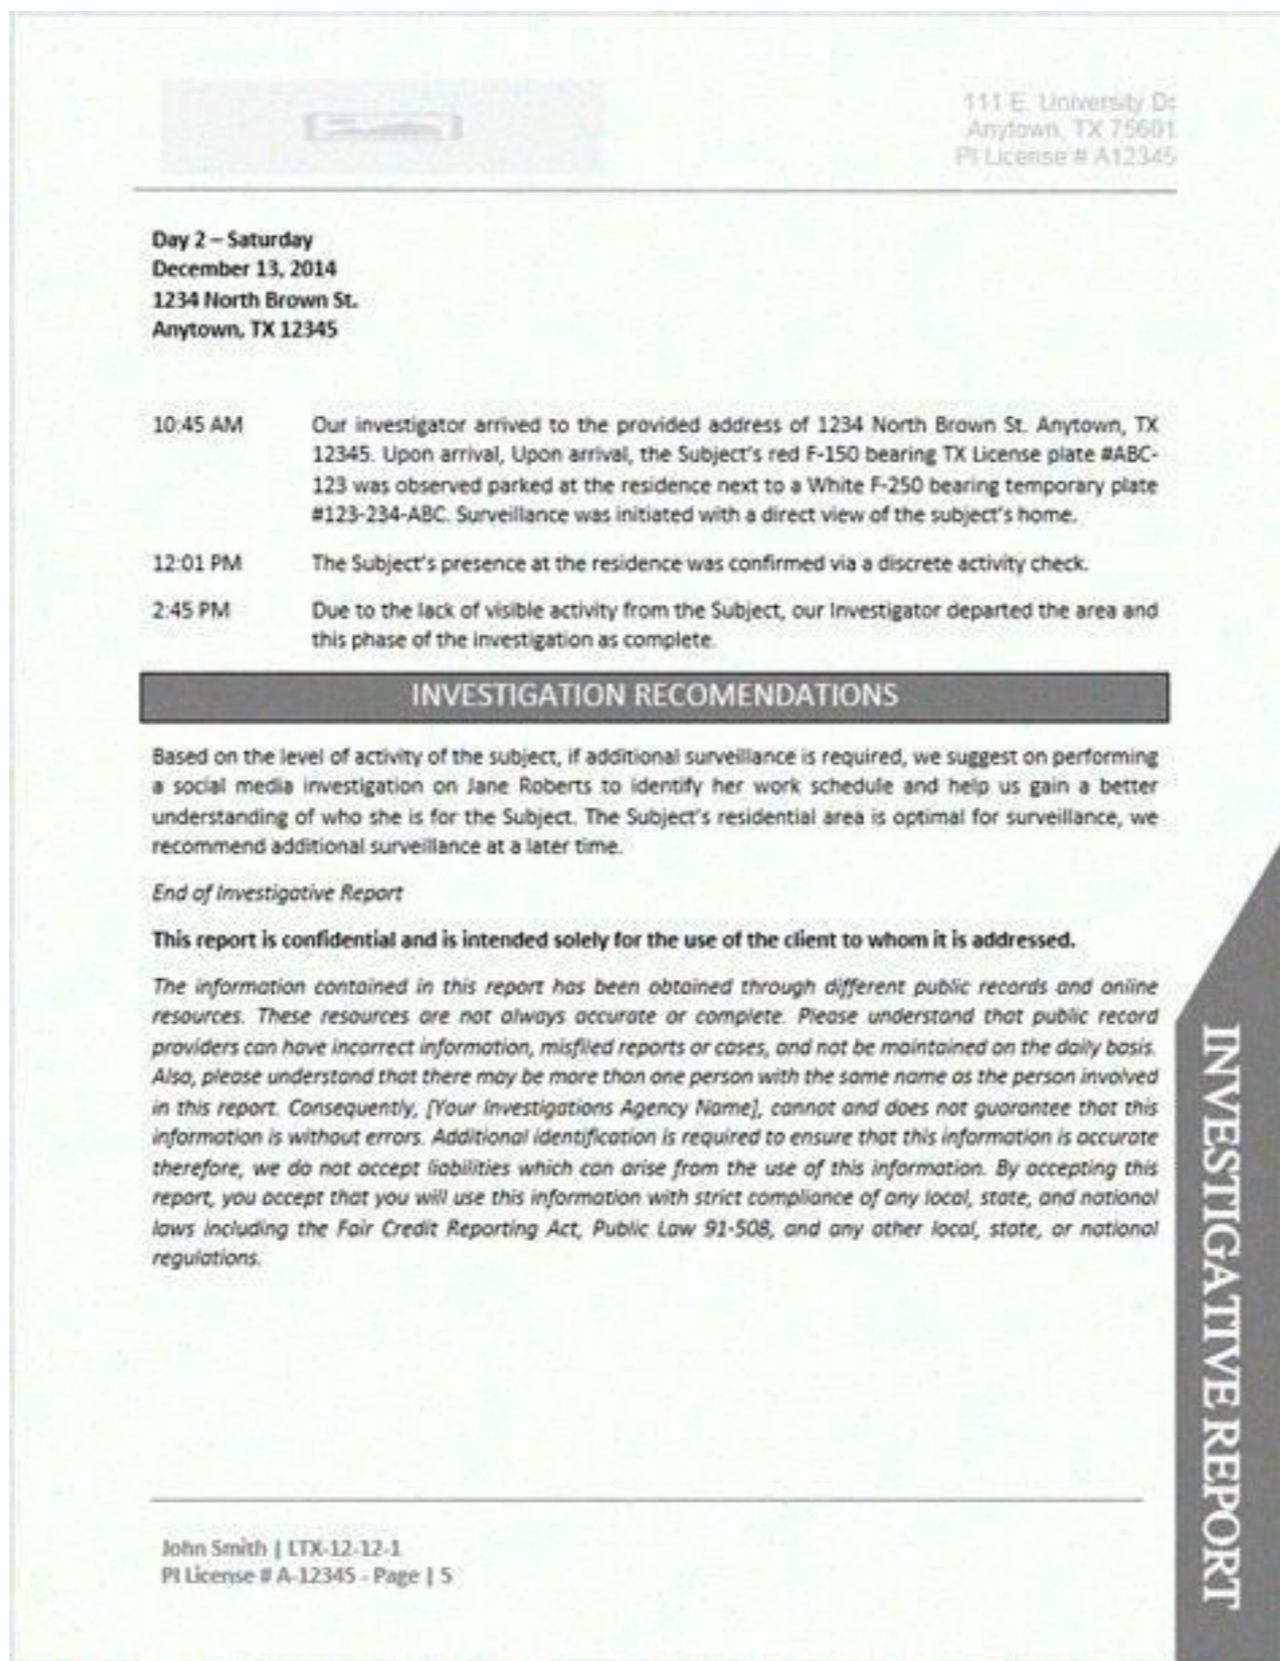 111 E. University Dr
Anytown, TX 75601
PI License # A12345
Day 2 – Saturday
December 13, 2014
1234 North Brown St.
Anytown, TX 12345
10:45 AM Our investigator arrived to the provided address of 1234 North Brown St. Anytown, TX
12345. Upon arrival, Upon arrival, the Subject's red F-150 bearing TX License plate #ABC-
123 was observed parked at the residence next to a White F-250 bearing temporary plate
#123-234-ABC. Surveillance was initiated with a direct view of the subject's home.
12:01 PM The Subject's presence at the residence was confirmed via a discrete activity check.
2:45 PM Due to the lack of visible activity from the Subject, our Investigator departed the area and
this phase of the investigation as complete.
INVESTIGATION RECOMENDATIONS
Based on the level of activity of the subject, if additional surveillance is required, we suggest on performing
a social media investigation on Jane Roberts to identify her work schedule and help us gain a better
understanding of who she is for the Subject. The Subject's residential area is optimal for surveillance, we
recommend additional surveillance at a later time.
End of Investigative Report
This report is confidential and is intended solely for the use of the client to whom it is addressed.
The information contained in this report has been obtained through different public records and online
resources. These resources are not always accurate or complete. Please understand that public record
providers can have incorrect information, misfiled reports or cases, and not be maintained on the daily basis.
Also, please understand that there may be more than one person with the same name as the person involved
in this report. Consequently, [Your Investigations Agency Name], cannot and does not guarantee that this
information is without errors. Additional identification is required to ensure that this information is accurate
therefore, we do not accept liabilities which can arise from the use of this information. By accepting this
report, you accept that you will use this information with strict compliance of any local, state, and national
laws including the Fair Credit Reporting Act, Public Law 91-508, and any other local, state, or national
regulations.
INVESTIGATIVE REPORT
John Smith | LTX-12-12-1
PI License # A-12345 - Page | 5